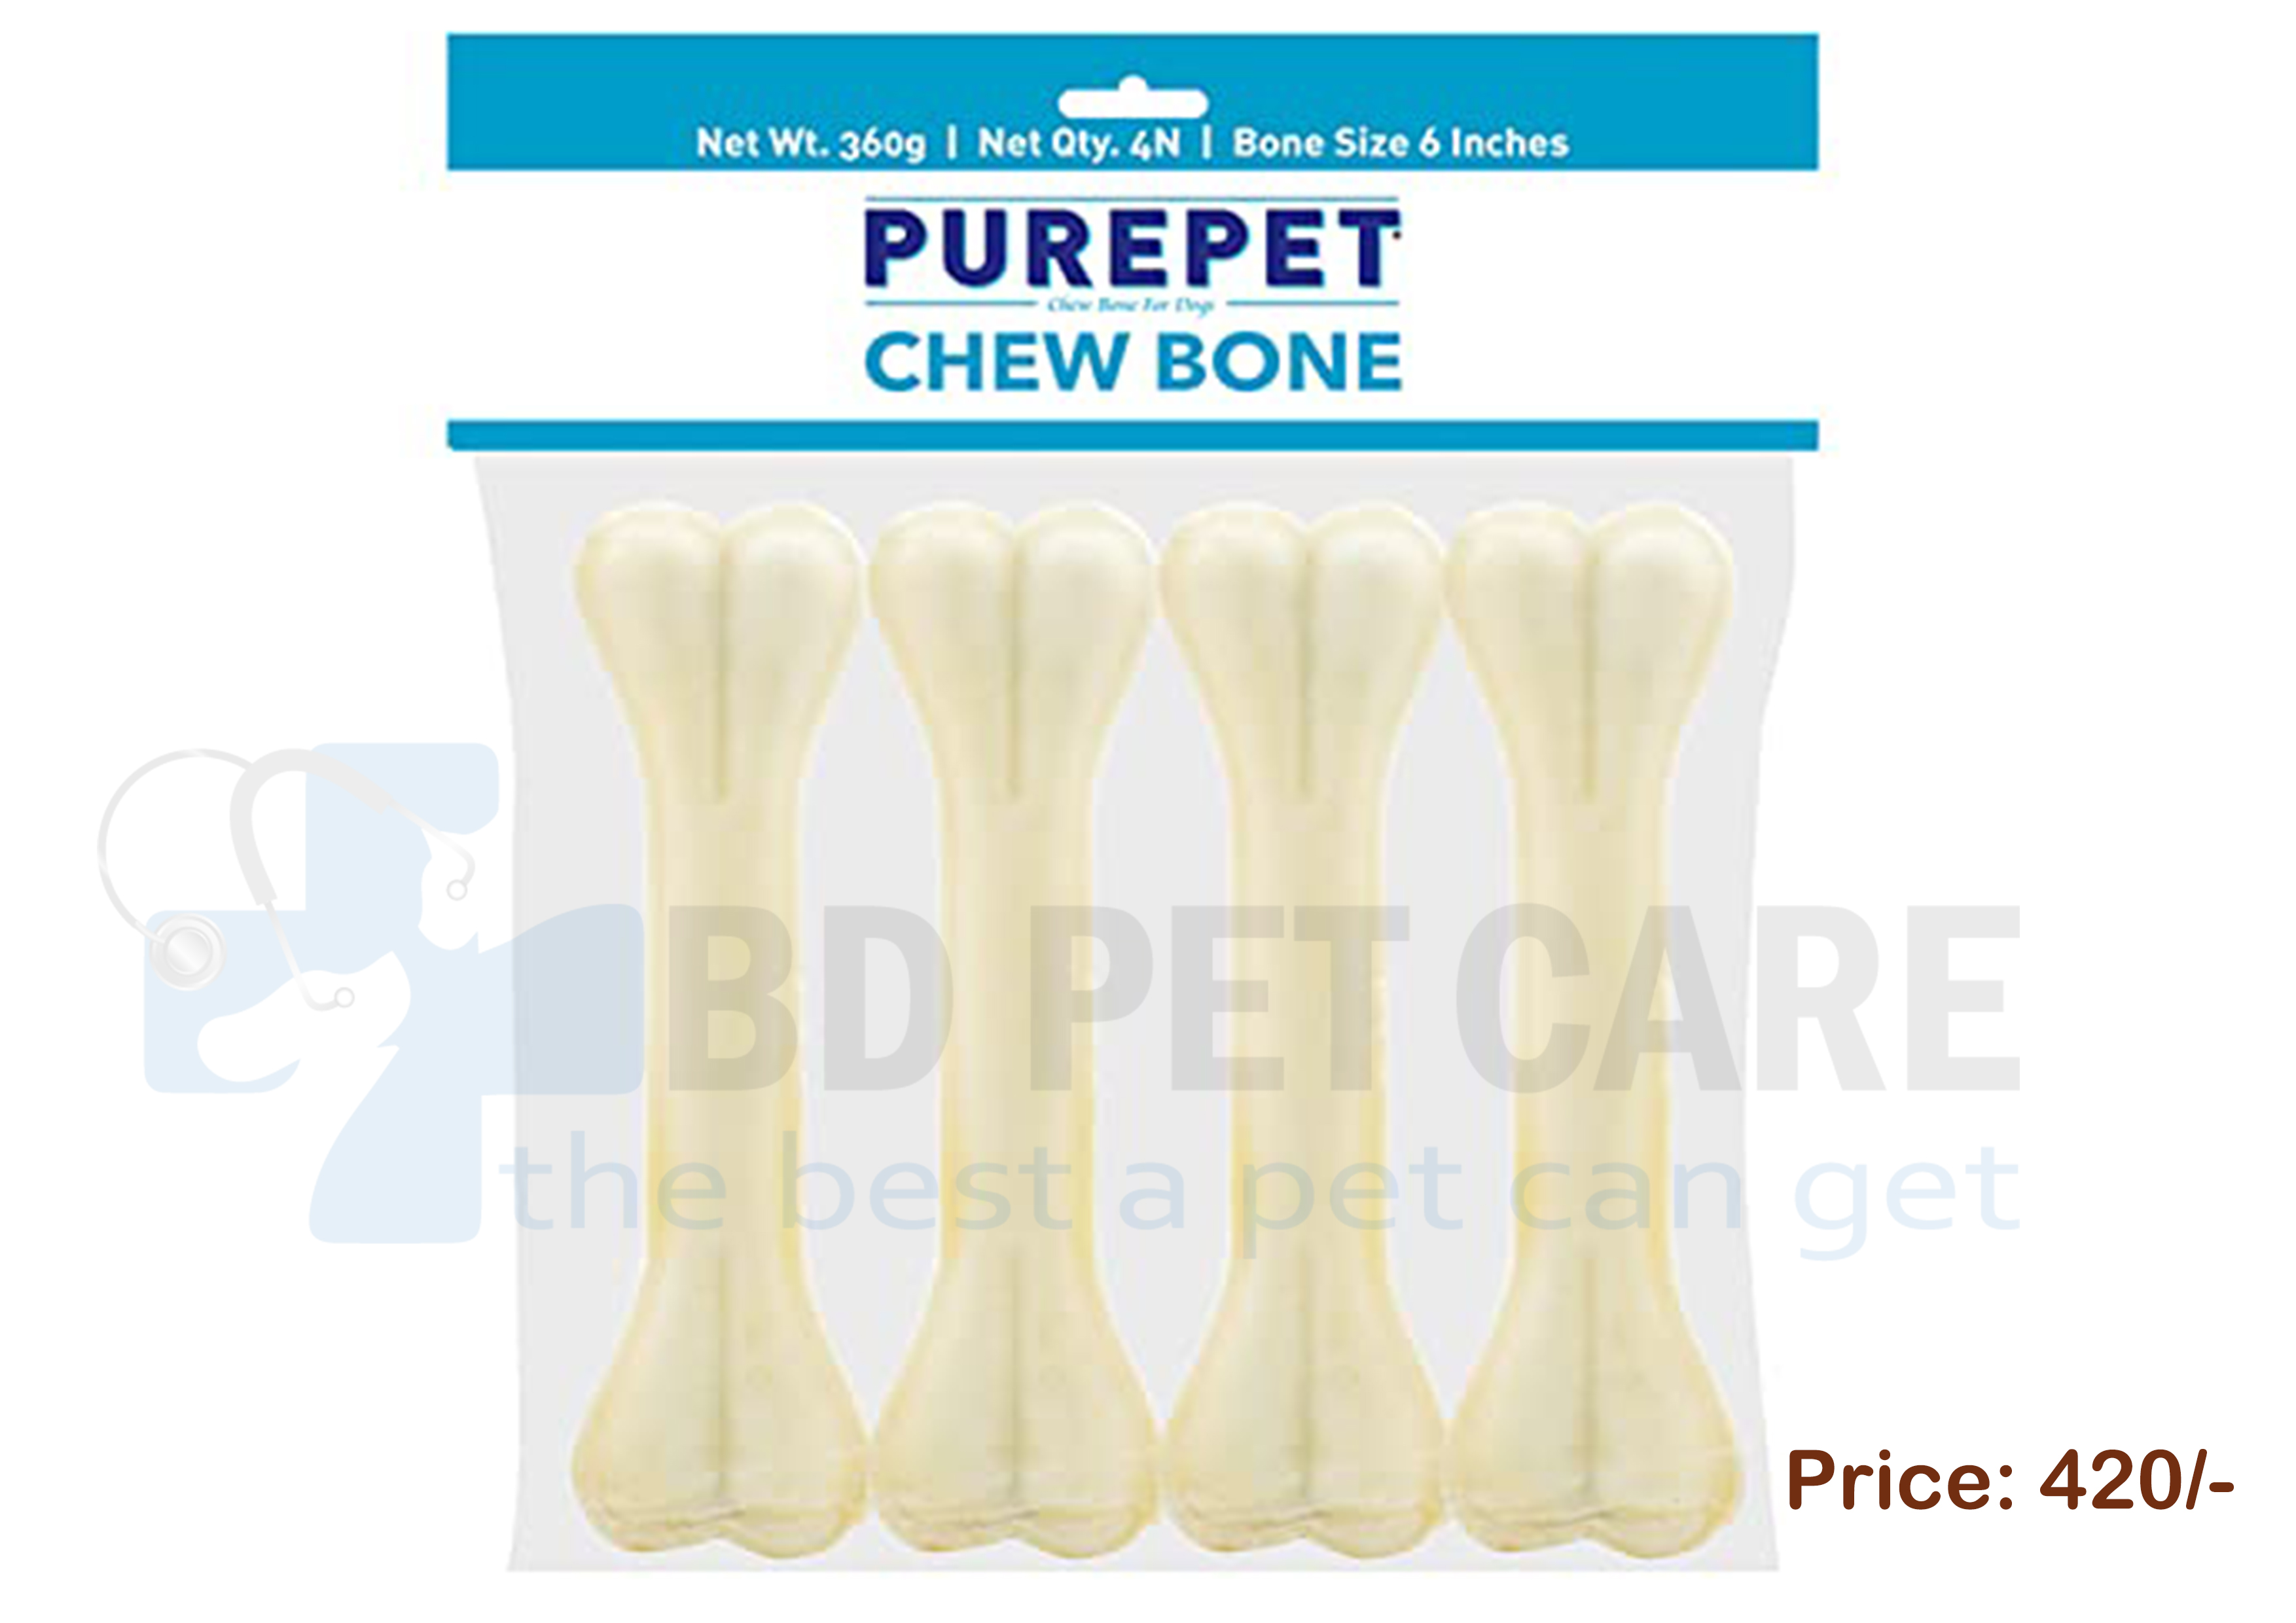 Net Wt. 360g | Net Qty. 4N | Bone Size 6 Inches
PUREPET
Chew Bone For Dogs
CHEW BONE
BD PET CARE
the best a pet can get
Price: 420/-